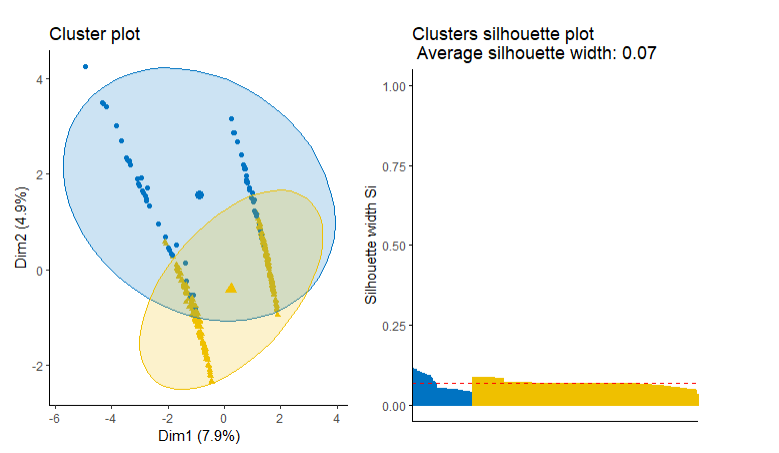 Cluster plot
4
2
0
-2
Dim2 (4.9%)
-6
-4
-2
0
2
4
Dim1 (7.9%)
Clusters silhouette plot
Average silhouette width: 0.07
1.00
0.75
0.50
0.25
0.00
Silhouette width Si